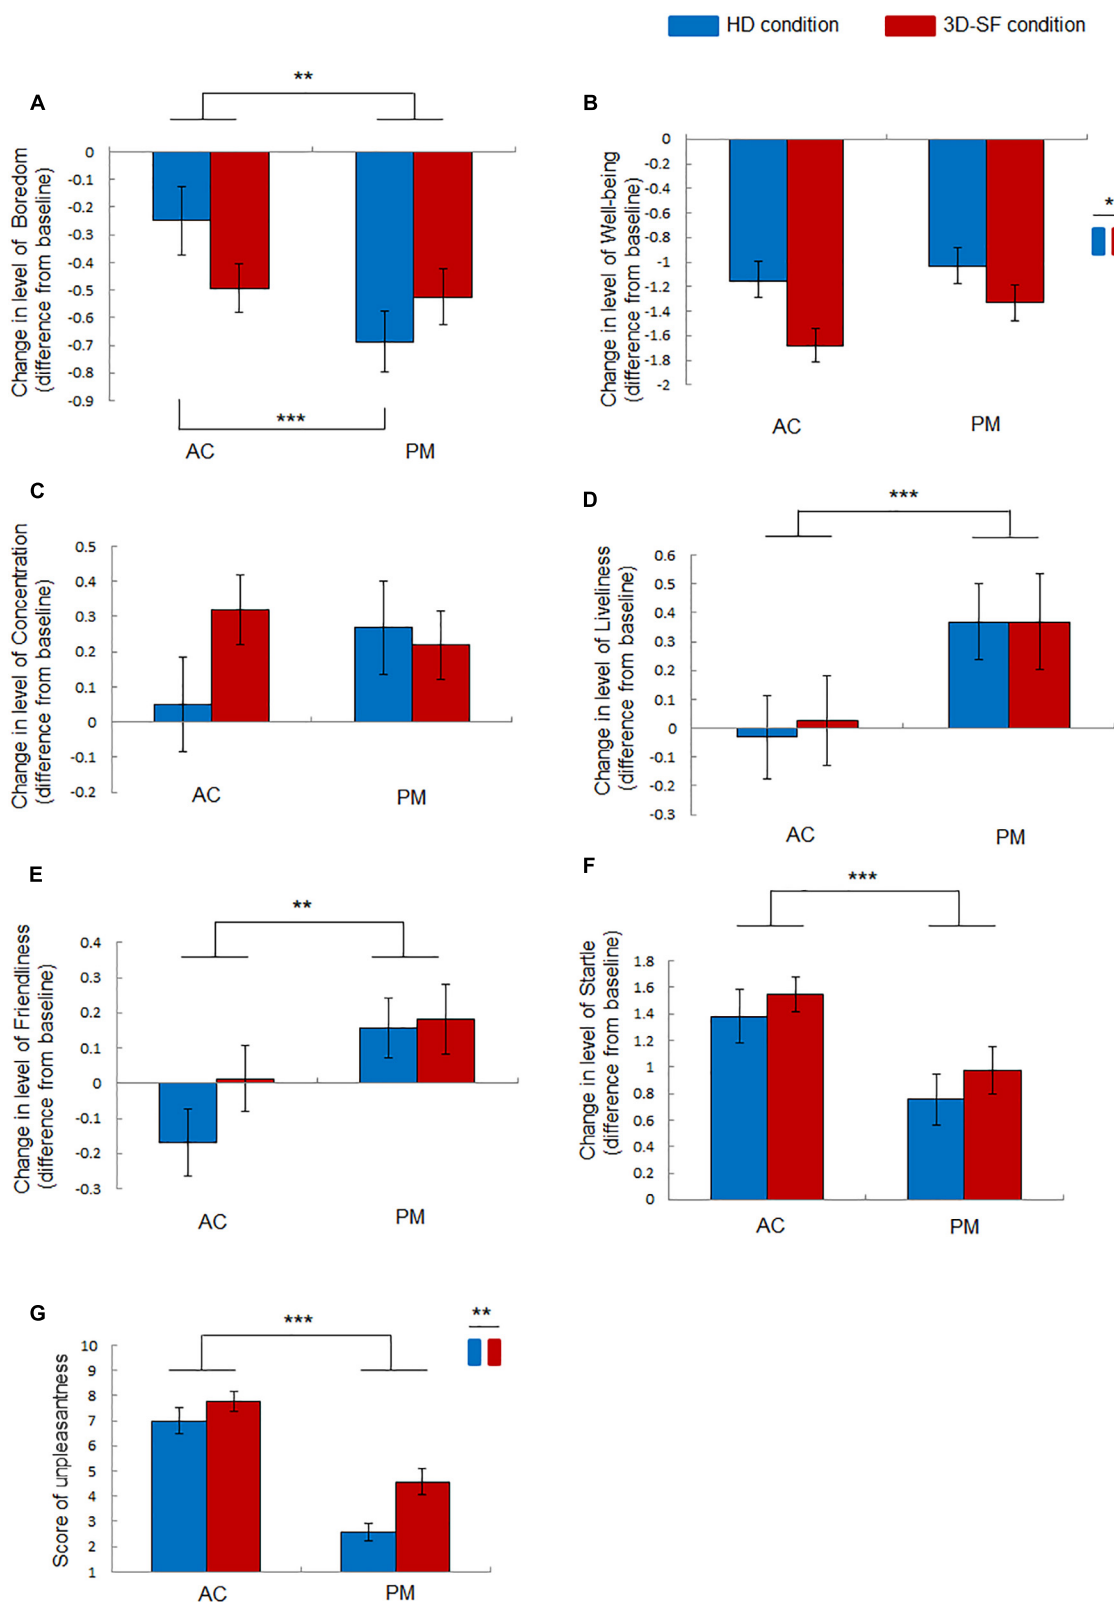 HD condition
3D-SF condition
A
**
Change in level of Boredom
(difference from baseline)
0
-0.1
-0.2
-0.3
-0.4
-0.5
-0.6
-0.7
-0.8
-0.9
***
AC
PM
B
Change in level of Well-being
(difference from baseline)
0
-0.2
-0.4
-0.6
-0.8
-1
-1.2
-1.4
-1.6
-1.8
-2
*
AC
PM
C
Change in level of Concentration
(difference from baseline)
0.5
0.4
0.3
0.2
0.1
0
-0.1
-0.2
AC
PM
D
***
Change in level of Liveliness
(difference from baseline)
0.6
0.5
0.4
0.3
0.2
0.1
0
-0.1
-0.2
-0.3
AC
PM
E
**
Change in level of Friendliness
(difference from baseline)
0.4
0.3
0.2
0.1
0
-0.1
-0.2
-0.3
AC
PM
F
***
Change in level of Startle
(difference from baseline)
1.8
1.6
1.4
1.2
1
0.8
0.6
0.4
0.2
0
AC
PM
G
***
**
Score of unpleasantness
10
9
8
7
6
5
4
3
2
1
AC
PM